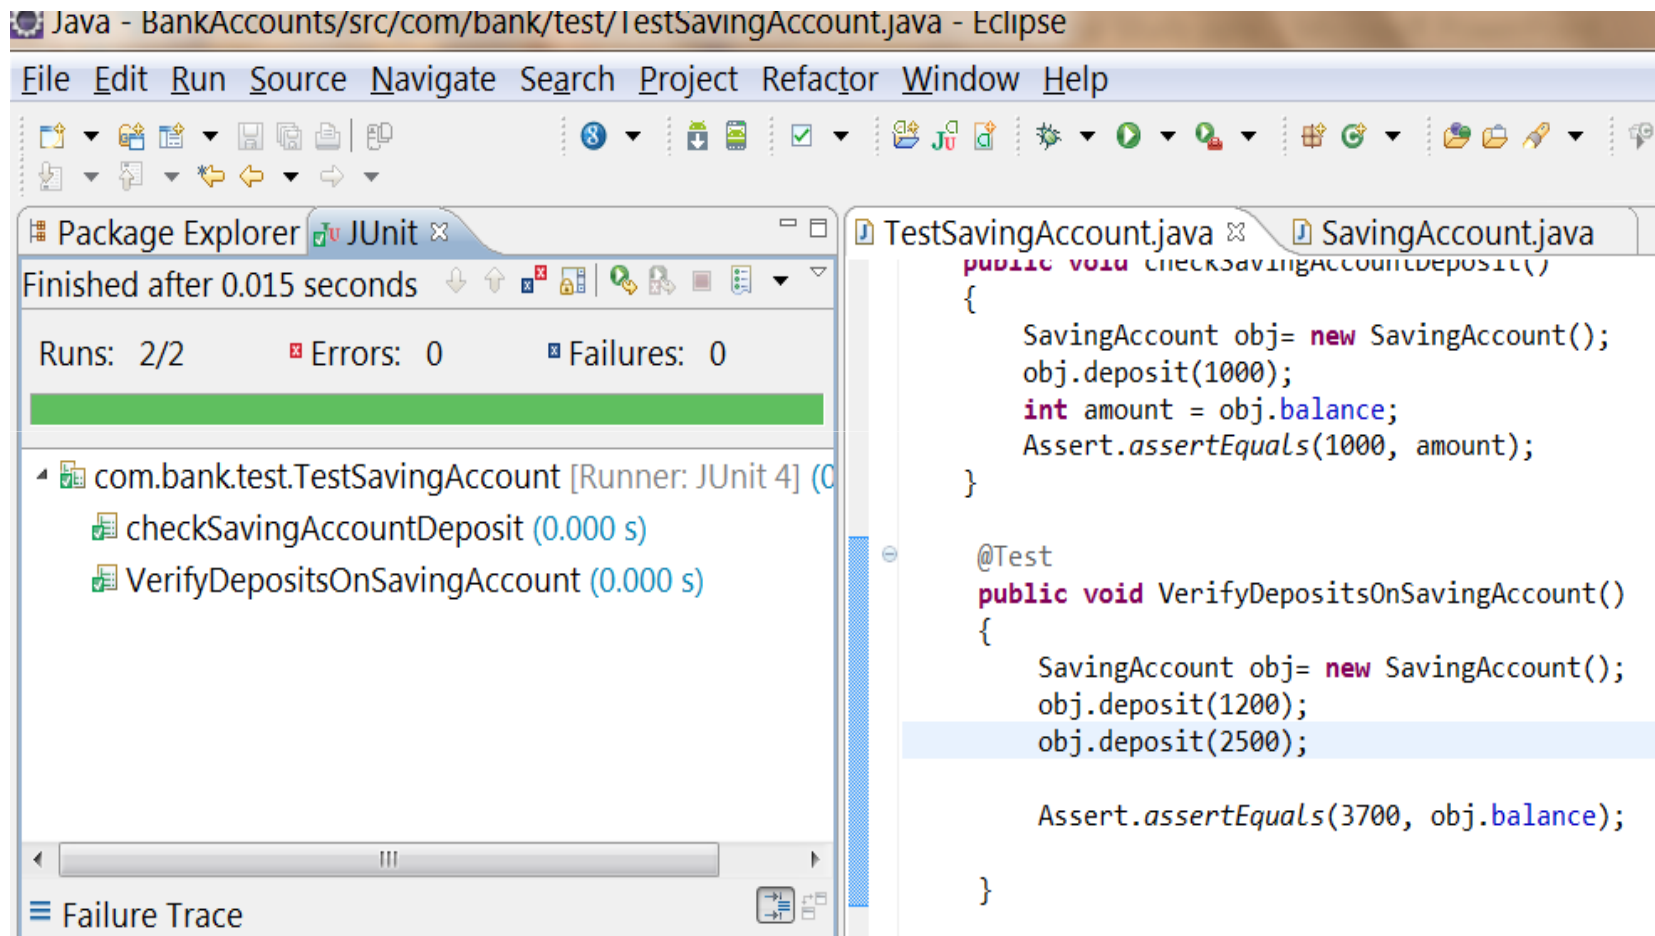 Java - BankAccounts/src/com/bank/test/TestSavingAccount.java - Eclipse
File Edit Run Source Navigate Search Project Refactor Window Help
Package Explorer JUnit
Finished after 0.015 seconds
Runs: 2/2 Errors: 0 Failures: 0
com.bank.test.TestSavingAccount [Runner: JUnit 4] (0
checkSavingAccountDeposit (0.000 s)
VerifyDepositsOnSavingAccount (0.000 s)
Failure Trace
TestSavingAccount.java SavingAccount.java
public void checkSavingAccountDeposit()
{
SavingAccount obj= new SavingAccount();
obj.deposit(1000);
int amount = obj.balance;
Assert.assertEquals(1000, amount);
}
@Test
public void VerifyDepositsOnSavingAccount()
{
SavingAccount obj= new SavingAccount();
obj.deposit(1200);
obj.deposit(2500);
Assert.assertEquals(3700, obj.balance);
}